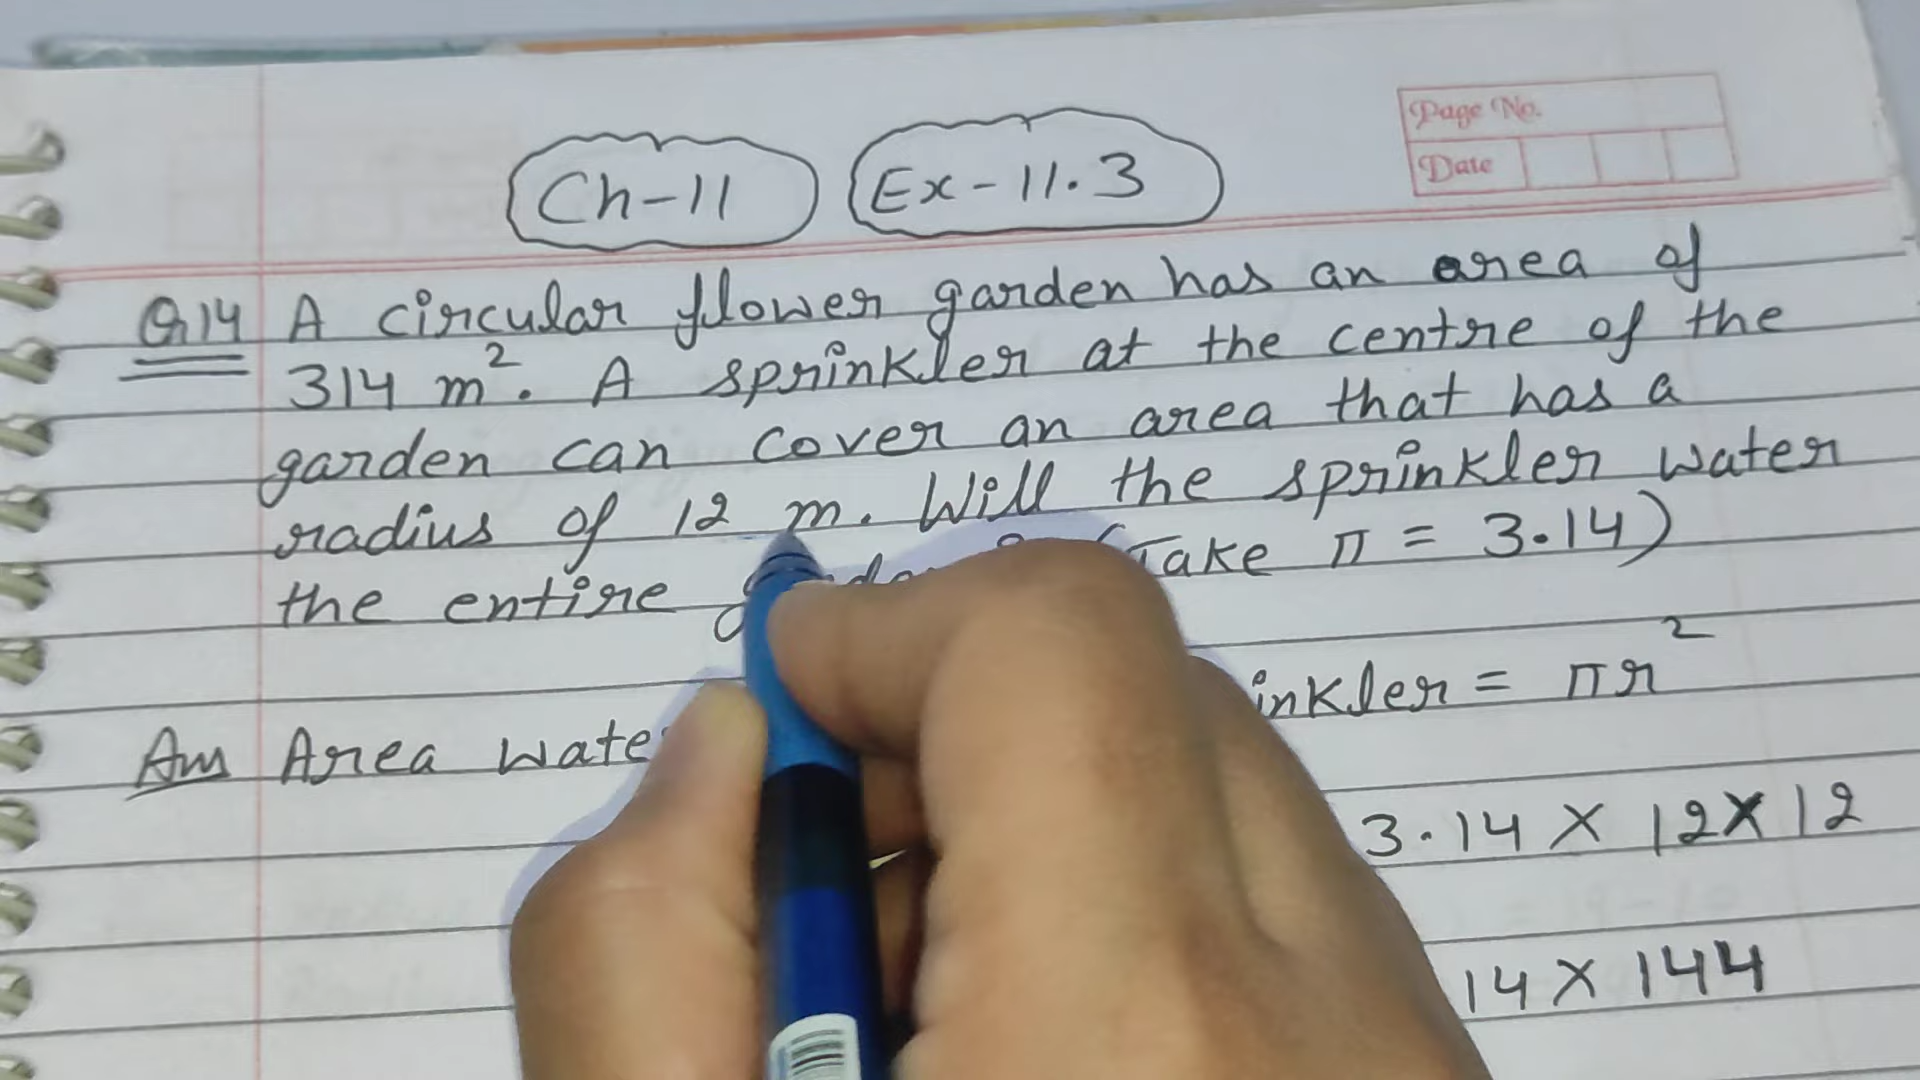 Page No.
Date
Ch-11 Ex-11.3
Q.14 A circular flower garden has an area of
314 m². A sprinkler at the centre of the
garden can cover an area that has a
radius of 12 m. Will the sprinkler water
the entire (Take π = 3.14)
Ans Area inkler = πr²
3.14 × 12 × 12
14 × 144